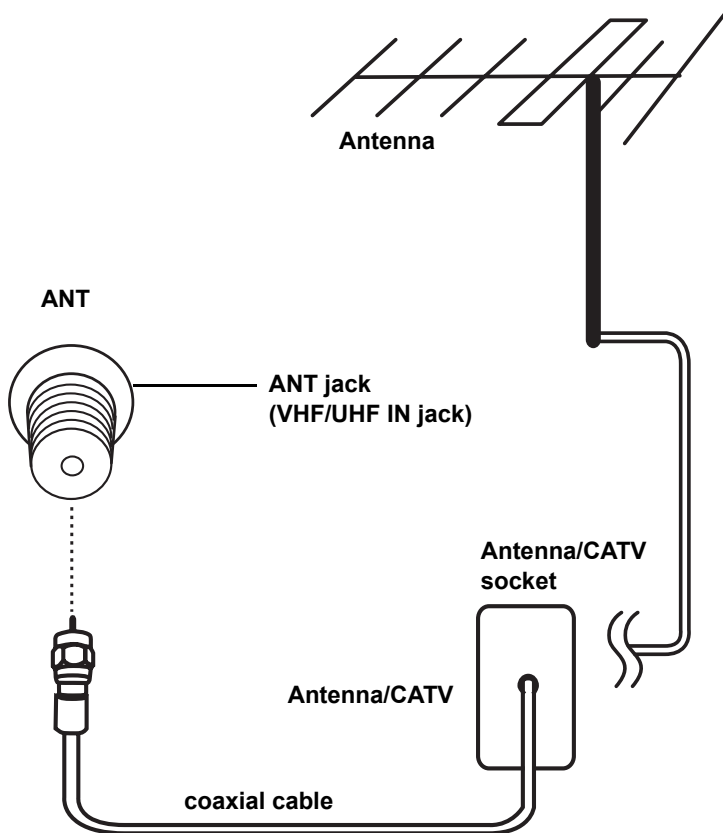 Antenna
ANT
ANT jack
(VHF/UHF IN jack)
Antenna/CATV
socket
Antenna/CATV
coaxial cable